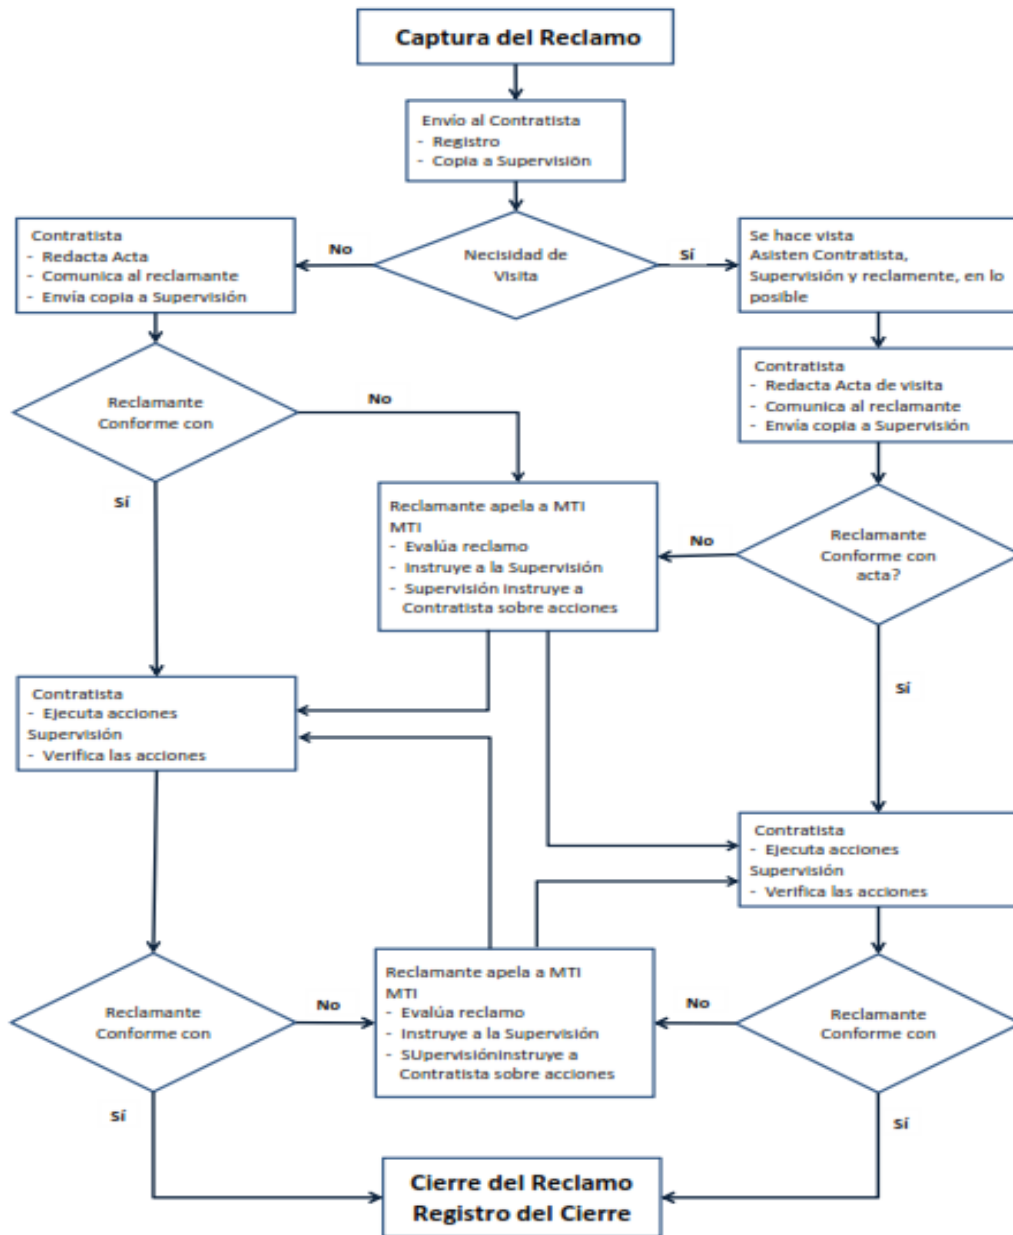 Captura del Reclamo
Envío al Contratista
- Registro
- Copia a Supervisión
Necisidad de
Visita
No
Sí
Contratista
- Redacta Acta
- Comunica al reclamante
- Envía copia a Supervisión
Se hace vista
Asisten Contratista,
Supervisión y reclamente, en lo
posible
Reclamante
Conforme con
No
Sí
Contratista
- Redacta Acta de visita
- Comunica al reclamante
- Envía copia a Supervisión
Reclamante apela a MTI
MTI
- Evalúa reclamo
- Instruye a la Supervisión
- Supervisión instruye a
Contratista sobre acciones
No
Reclamante
Conforme con
acta?
Sí
Contratista
- Ejecuta acciones
Supervisión
- Verifica las acciones
Contratista
- Ejecuta acciones
Supervisión
- Verifica las acciones
Reclamante
Conforme con
No
Sí
Reclamante apela a MTI
MTI
- Evalúa reclamo
- Instruye a la Supervisión
- SUpervisióninstruye a
Contratista sobre acciones
No
Reclamante
Conforme con
Sí
Cierre del Reclamo
Registro del Cierre